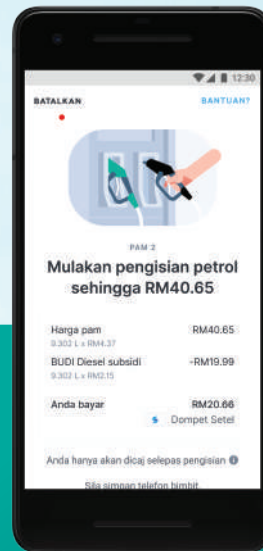 12:30
BATALKAN BANTUAN?
PAM 2
Mulakan pengisian petrol
sehingga RM40.65
Harga pam RM40.65
9.302 L x RM4.37
BUDI Diesel subsidi -RM19.99
9.302 L x RM2.15
Anda bayar RM20.66
Dompet Setel
Anda hanya akan dicaj selepas pengisian
Sila simpan telefon bimbit.